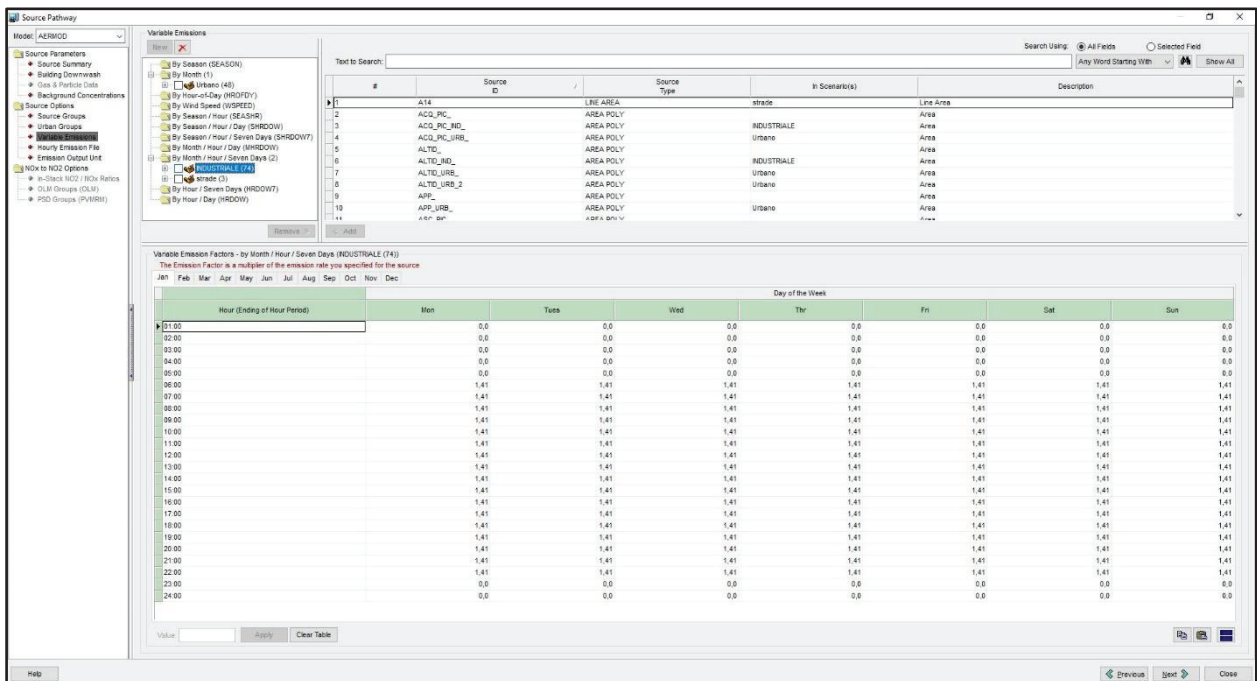 Source Pathway
Model: AERMOD
Source Parameters
Source Summary
Building Downwash
Gas & Particle Data
Background Concentrations
Source Options
Source Groups
Urban Groups
Variable Emissions
Hourly Emission File
Emission Output Unit
NOx to NO2 Options
In-Stack NO2 / NOx Ratios
OLM Groups (OLM)
PSD Groups (PVMRM)
Variable Emissions
New
By Season (SEASON)
By Month (1)
Urbano (48)
By Hour-of-Day (HROFDY)
By Wind Speed (WSPEED)
By Season / Hour (SEASHR)
By Season / Hour / Day (SHRDOW)
By Season / Hour / Seven Days (SHRDOW7)
By Month / Hour / Day (MHRDOW)
By Month / Hour / Seven Days (2)
INDUSTRIALE (74)
strade (3)
By Hour / Seven Days (HRDOW7)
By Hour / Day (HRDOW)
Remove >
Search Using: All Fields Selected Field
Text to Search: Any Word Starting With Show All
# Source ID / Source Type In Scenario(s) Description
1 A14 LINE AREA strade Line Area
2 ACQ_PIC_ AREA POLY Area
3 ACQ_PIC_IND_ AREA POLY INDUSTRIALE Area
4 ACQ_PIC_URB_ AREA POLY Urbano Area
5 ALTID_ AREA POLY Area
6 ALTID_IND_ AREA POLY INDUSTRIALE Area
7 ALTID_URB_ AREA POLY Urbano Area
8 ALTID_URB_2 AREA POLY Urbano Area
9 APP_ AREA POLY Area
10 APP_URB_ AREA POLY Urbano Area
< Add
Variable Emission Factors - by Month / Hour / Seven Days (INDUSTRIALE (74))
The Emission Factor is a multiplier of the emission rate you specified for the source
Jan Feb Mar Apr May Jun Jul Aug Sep Oct Nov Dec
Day of the Week
Hour (Ending of Hour Period) Mon Tues Wed Thr Fri Sat Sun
01:00 0,0 0,0 0,0 0,0 0,0 0,0 0,0
02:00 0,0 0,0 0,0 0,0 0,0 0,0 0,0
03:00 0,0 0,0 0,0 0,0 0,0 0,0 0,0
04:00 0,0 0,0 0,0 0,0 0,0 0,0 0,0
05:00 0,0 0,0 0,0 0,0 0,0 0,0 0,0
06:00 1,41 1,41 1,41 1,41 1,41 1,41 1,41
07:00 1,41 1,41 1,41 1,41 1,41 1,41 1,41
08:00 1,41 1,41 1,41 1,41 1,41 1,41 1,41
09:00 1,41 1,41 1,41 1,41 1,41 1,41 1,41
10:00 1,41 1,41 1,41 1,41 1,41 1,41 1,41
11:00 1,41 1,41 1,41 1,41 1,41 1,41 1,41
12:00 1,41 1,41 1,41 1,41 1,41 1,41 1,41
13:00 1,41 1,41 1,41 1,41 1,41 1,41 1,41
14:00 1,41 1,41 1,41 1,41 1,41 1,41 1,41
15:00 1,41 1,41 1,41 1,41 1,41 1,41 1,41
16:00 1,41 1,41 1,41 1,41 1,41 1,41 1,41
17:00 1,41 1,41 1,41 1,41 1,41 1,41 1,41
18:00 1,41 1,41 1,41 1,41 1,41 1,41 1,41
19:00 1,41 1,41 1,41 1,41 1,41 1,41 1,41
20:00 1,41 1,41 1,41 1,41 1,41 1,41 1,41
21:00 1,41 1,41 1,41 1,41 1,41 1,41 1,41
22:00 1,41 1,41 1,41 1,41 1,41 1,41 1,41
23:00 0,0 0,0 0,0 0,0 0,0 0,0 0,0
24:00 0,0 0,0 0,0 0,0 0,0 0,0 0,0
Value: Apply Clear Table
Help Previous Next Close